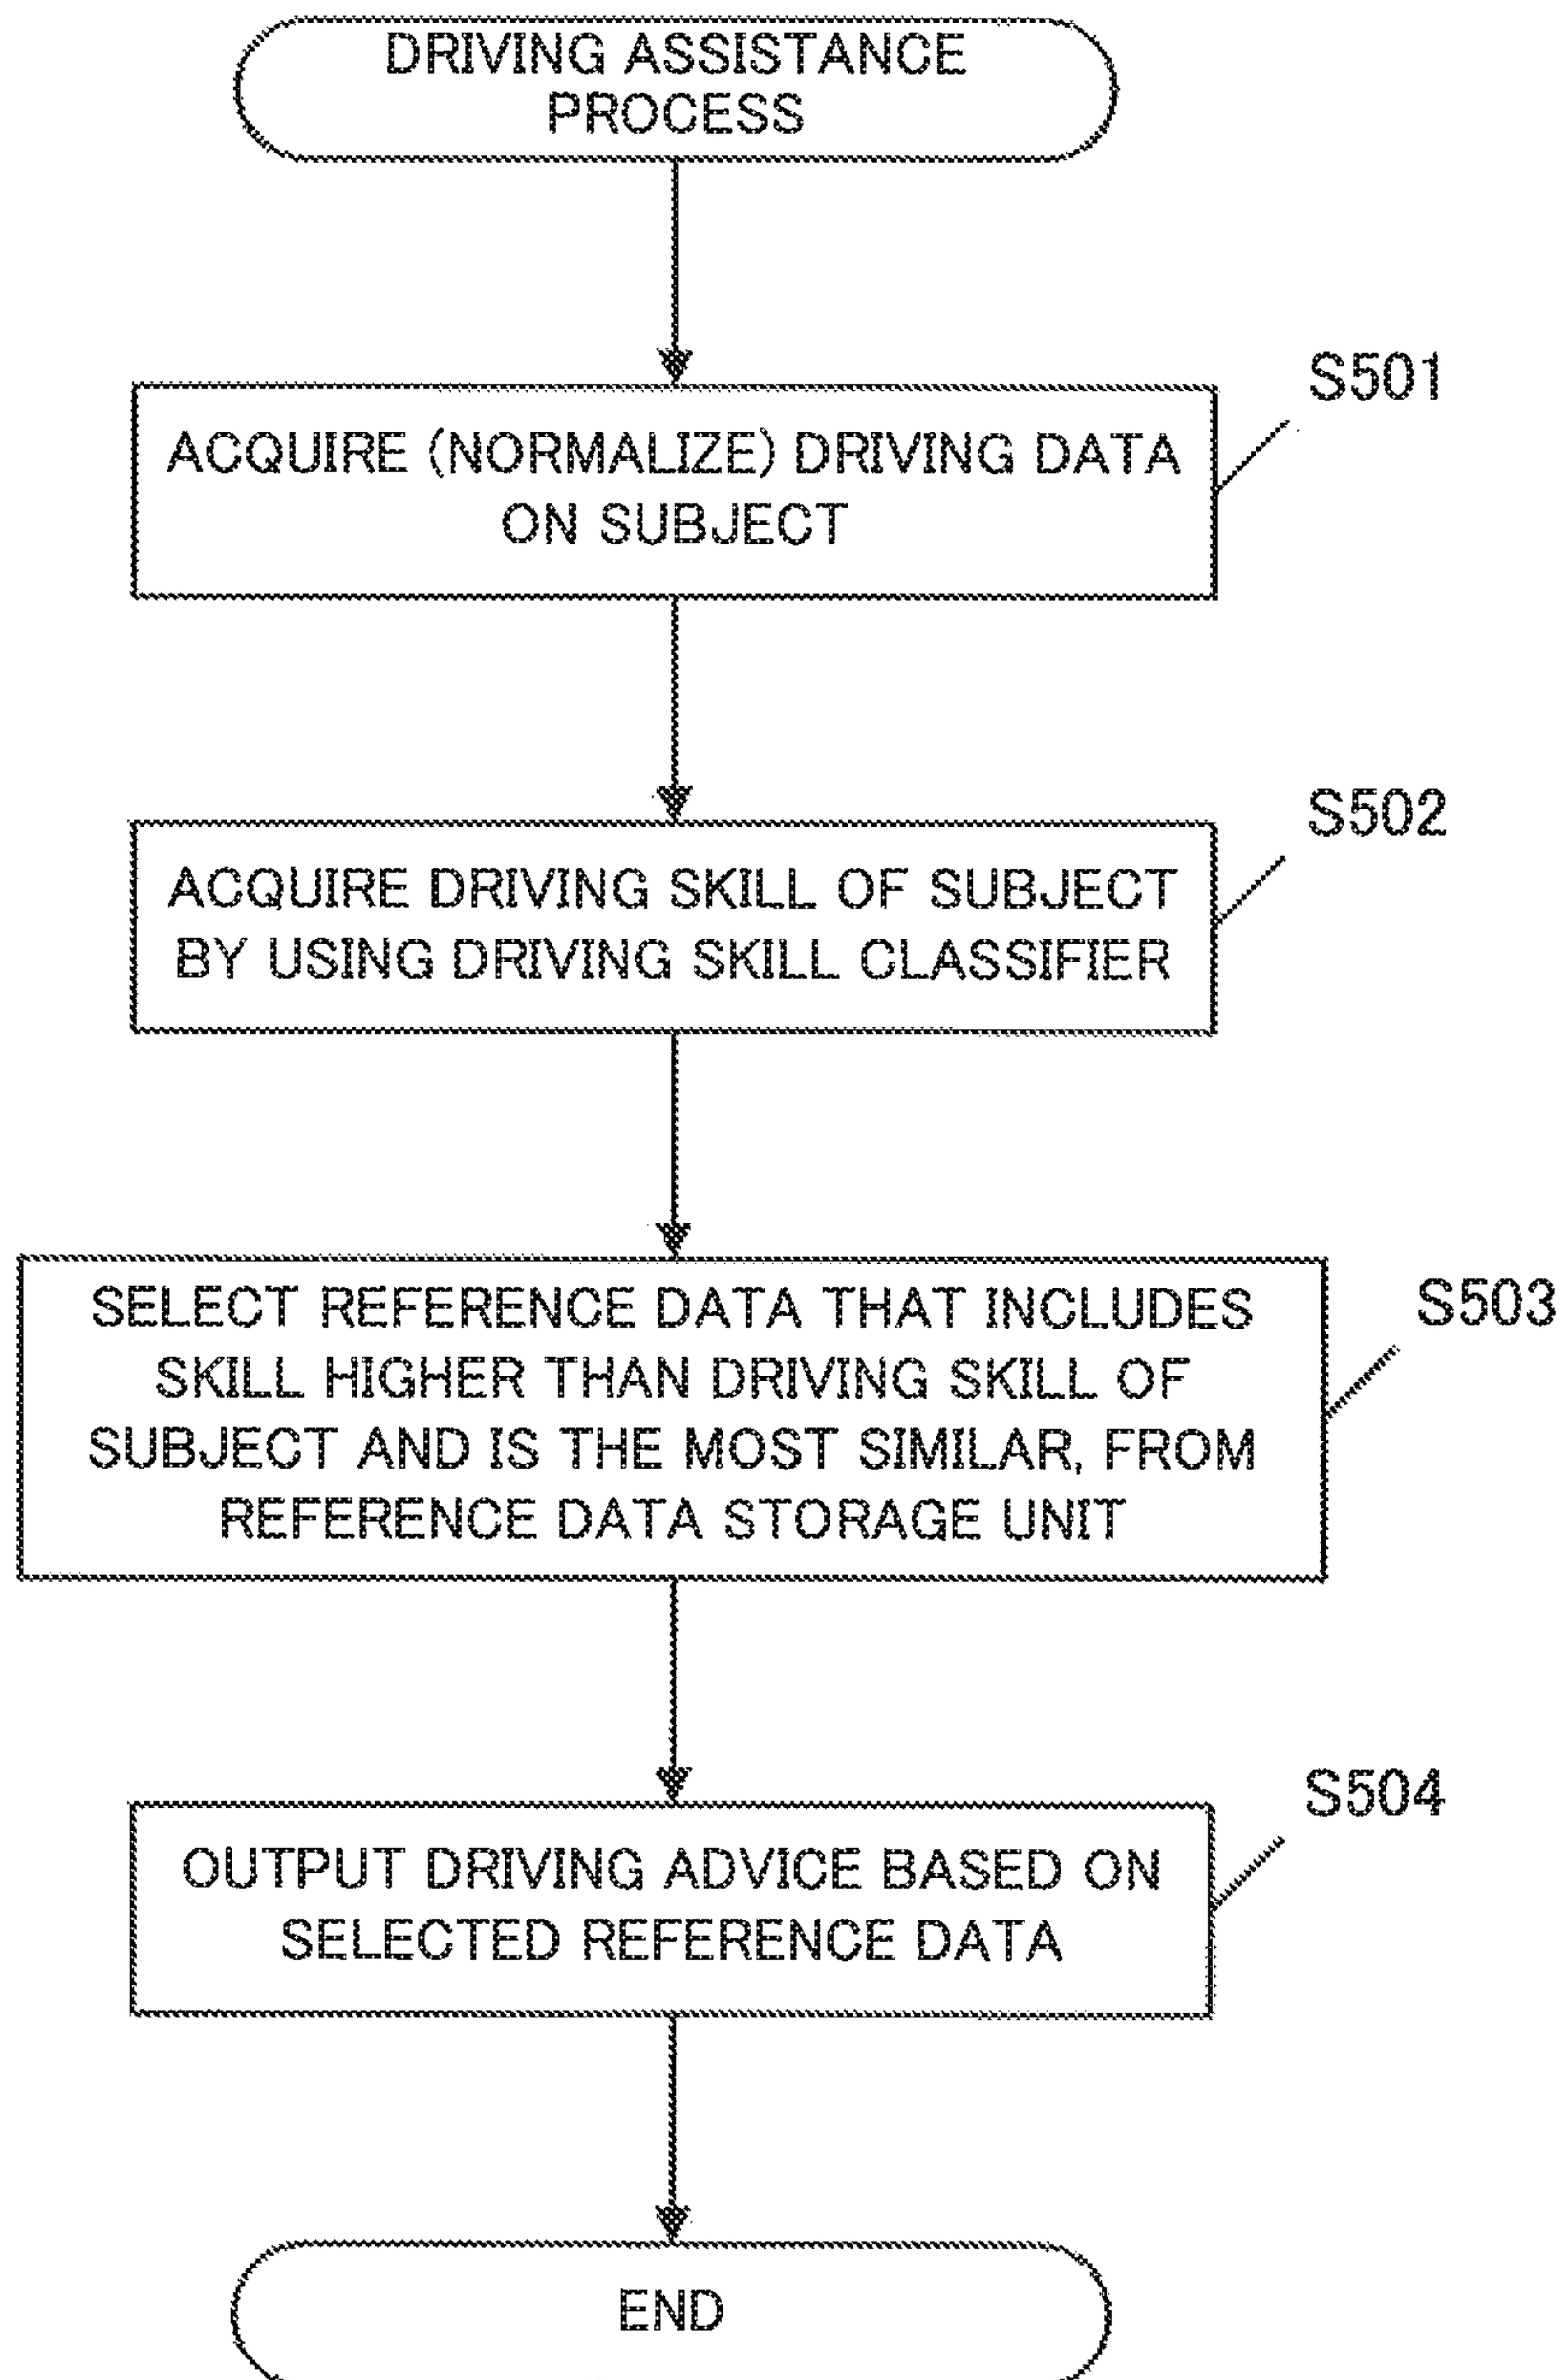 DRIVING ASSISTANCE
PROCESS
S501
ACQUIRE (NORMALIZE) DRIVING DATA
ON SUBJECT
S502
ACQUIRE DRIVING SKILL OF SUBJECT
BY USING DRIVING SKILL CLASSIFIER
S503
SELECT REFERENCE DATA THAT INCLUDES
SKILL HIGHER THAN DRIVING SKILL OF
SUBJECT AND IS THE MOST SIMILAR, FROM
REFERENCE DATA STORAGE UNIT
S504
OUTPUT DRIVING ADVICE BASED ON
SELECTED REFERENCE DATA
END